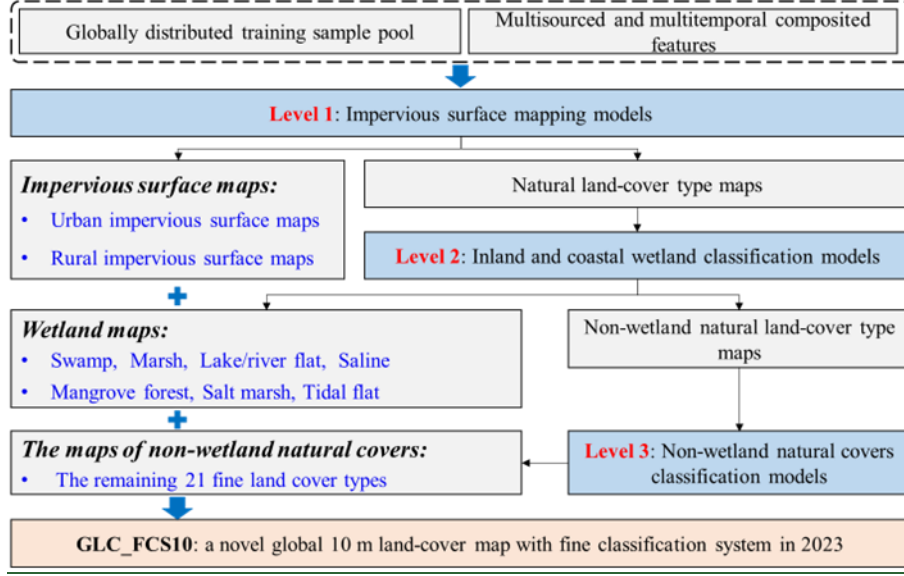 Globally distributed training sample pool
Multisourced and multitemporal composited
features
Level 1: Impervious surface mapping models
Impervious surface maps:
• Urban impervious surface maps
• Rural impervious surface maps
Natural land-cover type maps
Level 2: Inland and coastal wetland classification models
Wetland maps:
• Swamp, Marsh, Lake/river flat, Saline
• Mangrove forest, Salt marsh, Tidal flat
Non-wetland natural land-cover type
maps
The maps of non-wetland natural covers:
• The remaining 21 fine land cover types
Level 3: Non-wetland natural covers
classification models
GLC_FCS10: a novel global 10 m land-cover map with fine classification system in 2023